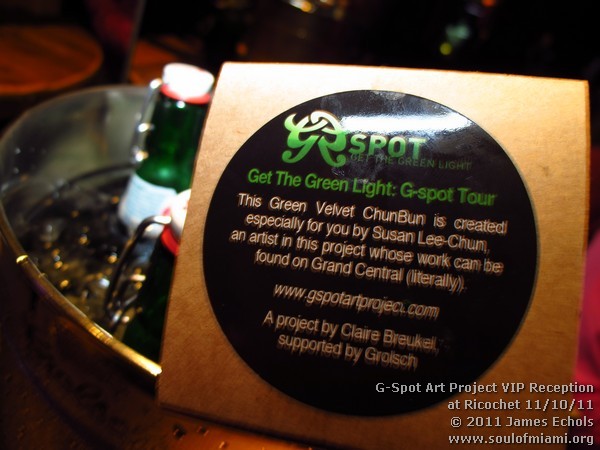 GR SPOT
GET THE GREEN LIGHT
Get The Green Light: G-spot Tour
This Green Velvet ChunBun is created
especially for you by Susan Lee-Chun,
an artist in this project whose work can be
found on Grand Central (literally).
www.gspotartproject.com
A project by Claire Breukel,
supported by Grolsch
G-Spot Art Project VIP Reception
at Ricochet 11/10/11
© 2011 James Echols
www.soulofmiami.org